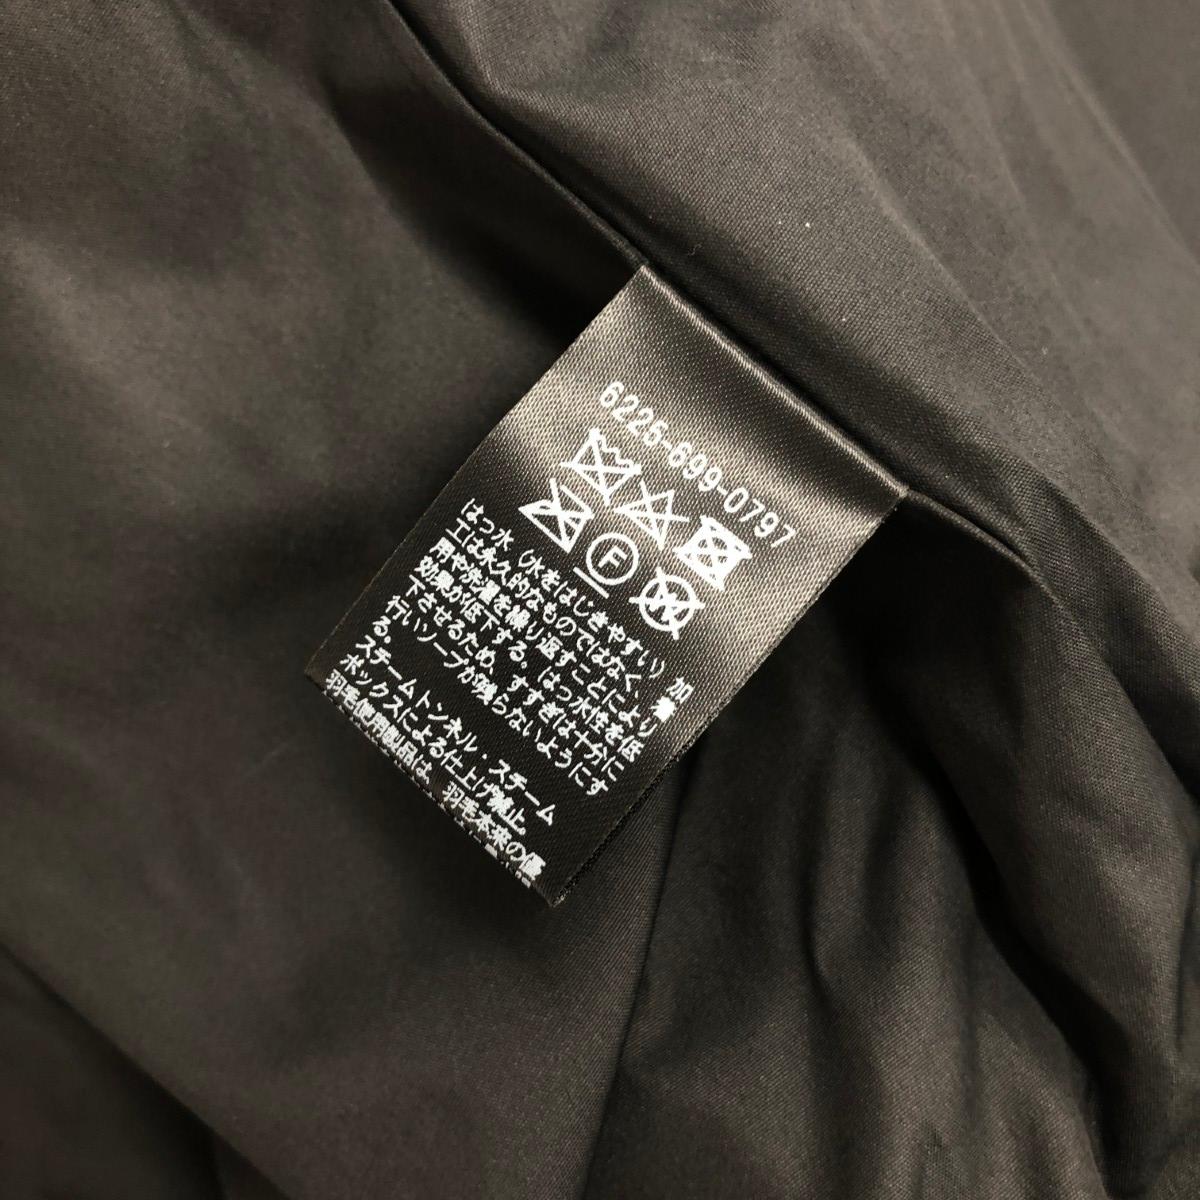 6225-699-0797
F
W
はっ水（水をはじきやすい）加
工は永久的なものではなく、着
用や洗濯を繰り返すことにより
効果が低下する。はっ水性を低
下させるため、すすぎは十分に
行いソープが残らないようにす
る。
スチームトンネル・スチーム
ボックスによる仕上げ禁止。
羽毛使用製品は、羽毛本来の優